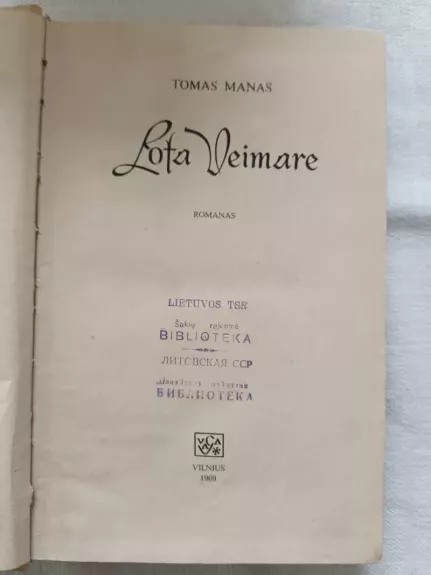 TOMAS MANAS
Lota Veimare
ROMANAS
LIETUVOS TSR
Šakių rajono
BIBLIOTEKA
ЛИТОВСКАЯ ССР
БИБЛИОТЕКА
VILNIUS
1969